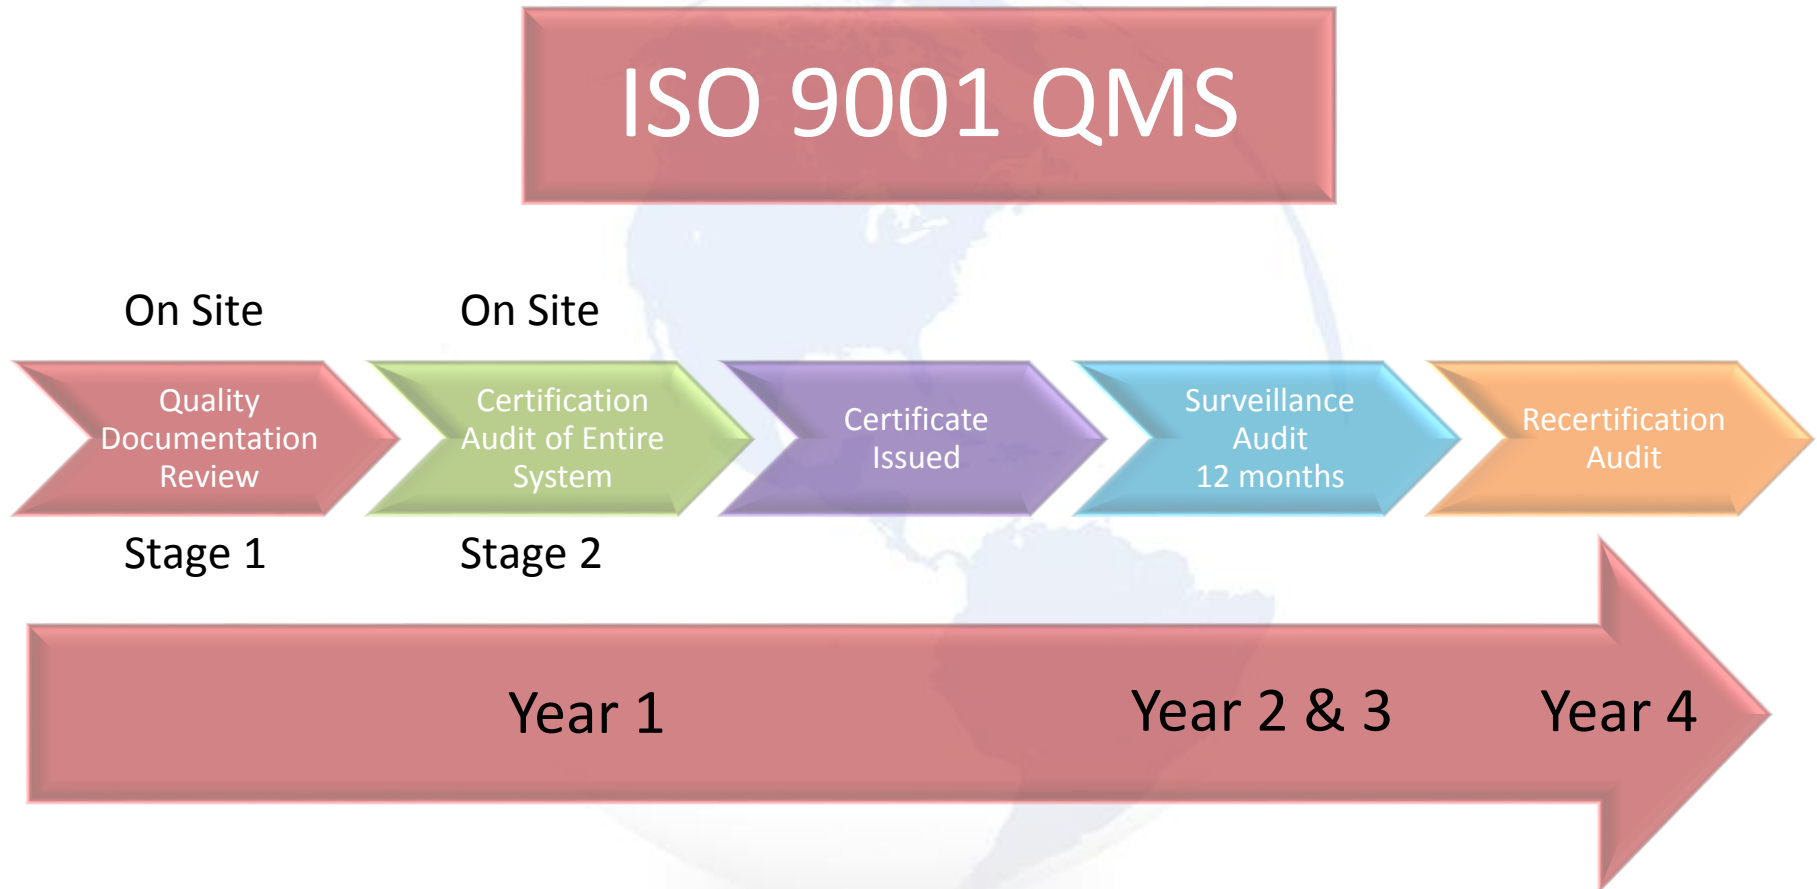 ISO 9001 QMS
On Site
On Site
Quality
Documentation
Review
Certification
Audit of Entire
System
Certificate
Issued
Surveillance
Audit
12 months
Recertification
Audit
Stage 1
Stage 2
Year 1
Year 2 & 3
Year 4